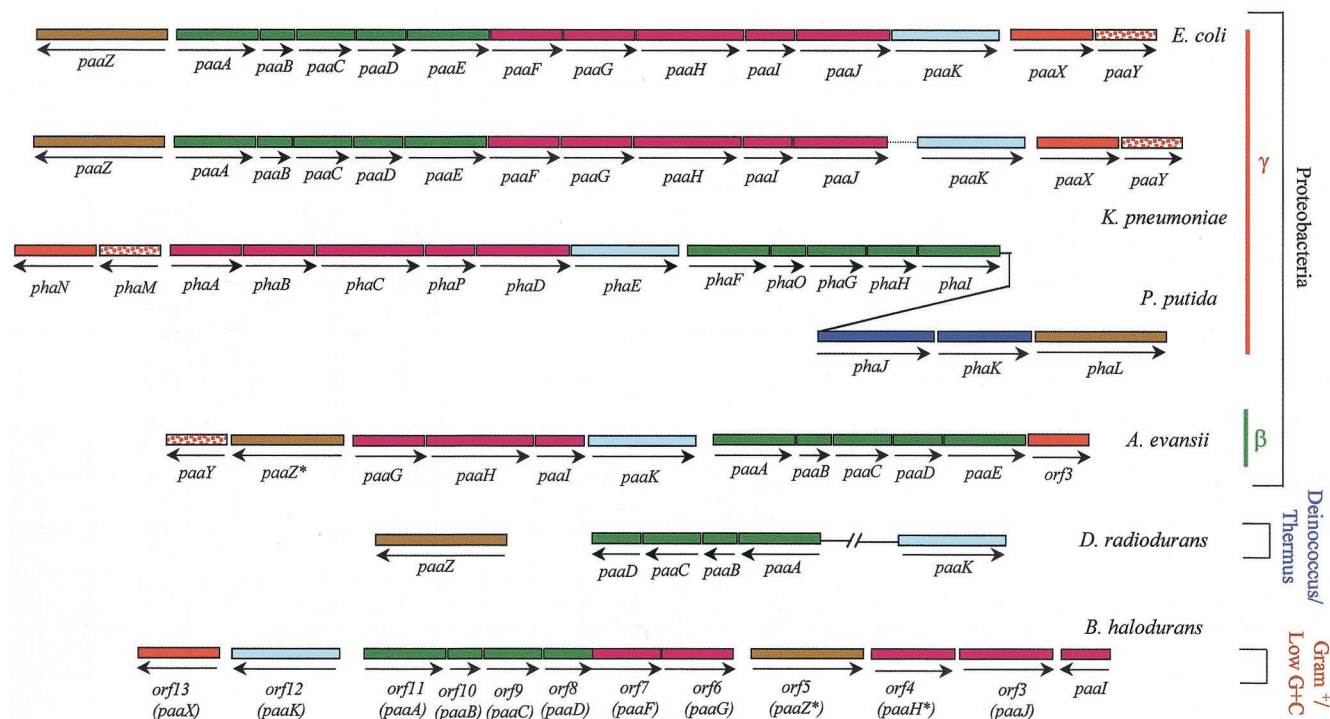 E. coli
paaZ paaA paaB paaC paaD paaE paaF paaG paaH paaI paaJ paaK paaX paaY
paaZ paaA paaB paaC paaD paaE paaF paaG paaH paaI paaJ paaK paaX paaY
K. pneumoniae
phaN phaM phaA phaB phaC phaP phaD phaE phaF phaO phaG phaH phaI
P. putida
phaJ phaK phaL
A. evansii
paaY paaZ* paaG paaH paaI paaK paaA paaB paaC paaD paaE orf3
D. radiodurans
paaZ paaD paaC paaB paaA paaK
B. halodurans
orf13 orf12 orf11 orf10 orf9 orf8 orf7 orf6 orf5 orf4 orf3 paaI
(paaX) (paaK) (paaA) (paaB) (paaC) (paaD) (paaF) (paaG) (paaZ*) (paaH*) (paaJ)
γ
β
Proteobacteria
Deinococcus/
Thermus
Gram +/
Low G+C